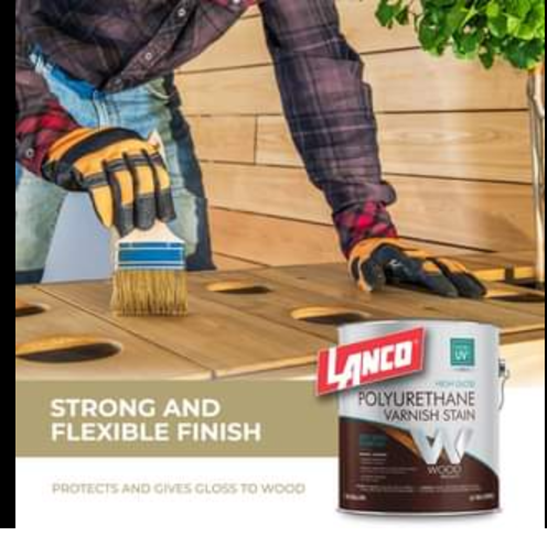 LANCO
UV
HIGH GLOSS
POLYURETHANE
VARNISH STAIN
W
WOOD
STRONG AND
FLEXIBLE FINISH
PROTECTS AND GIVES GLOSS TO WOOD